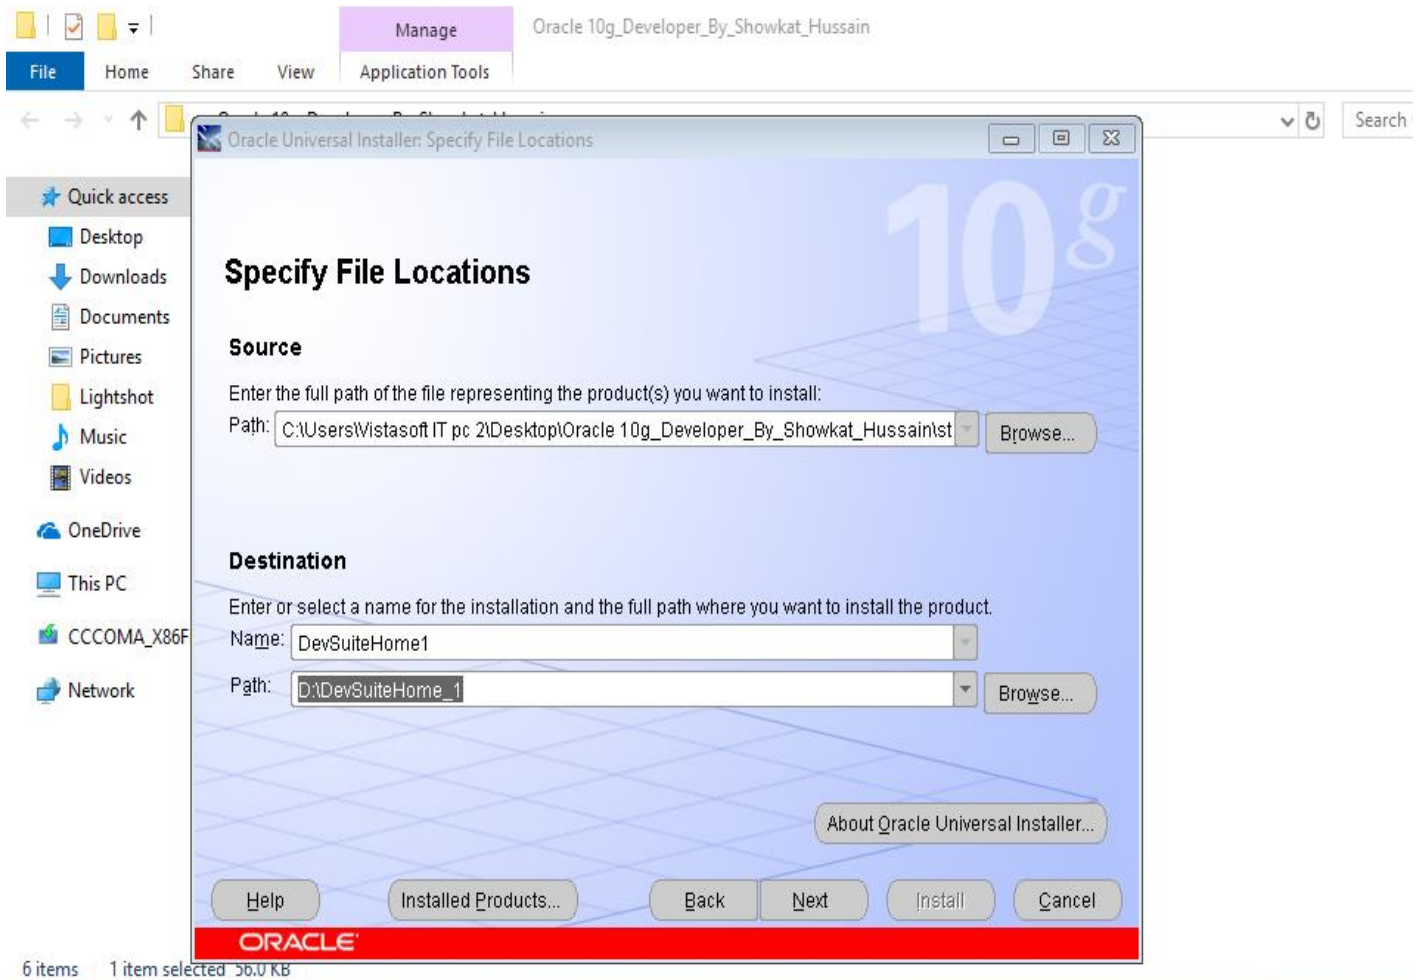 Manage
Oracle 10g_Developer_By_Showkat_Hussain
File
Home
Share
View
Application Tools
Search
Oracle Universal Installer: Specify File Locations
Quick access
Desktop
Downloads
Documents
Pictures
Lightshot
Music
Videos
OneDrive
This PC
CCCOMA_X86F
Network
10g
Specify File Locations
Source
Enter the full path of the file representing the product(s) you want to install:
Path: C:\Users\Vistasoft IT pc 2\Desktop\Oracle 10g_Developer_By_Showkat_Hussain\st Browse...
Destination
Enter or select a name for the installation and the full path where you want to install the product.
Name: DevSuiteHome1
Path: D:\DevSuiteHome_1 Browse...
About Oracle Universal Installer...
Help
Installed Products...
Back
Next
Install
Cancel
ORACLE
6 items 1 item selected 56.0 KB